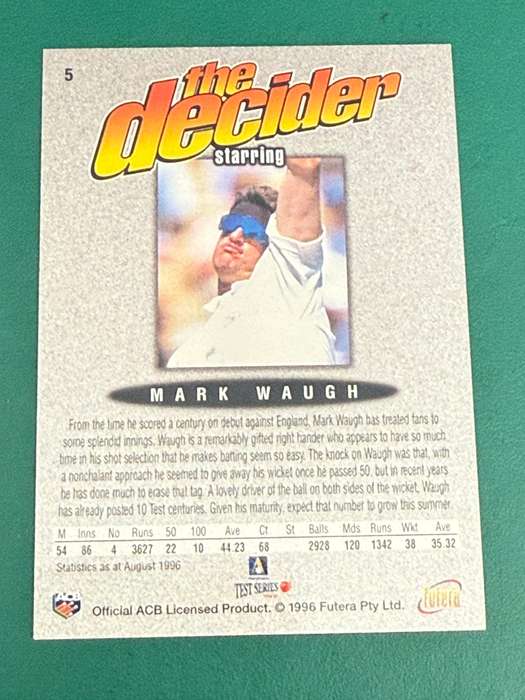 5
the
decider
starring
MARK WAUGH
From the time he scored a century on debut against England, Mark Waugh has treated fans to
some splendid innings. Waugh is a remarkably gifted right hander who appears to have so much
time in his shot selection that he makes batting seem so easy. The knock on Waugh was that, with
a nonchalant approach he seemed to give away his wicket once he passed 50, but in recent years
he has done much to erase that tag. A lovely driver of the ball on both sides of the wicket, Waugh
has already posted 10 Test centuries. Given his maturity, expect that number to grow this summer.
M Inns No Runs 50 100 Ave Ct St Balls Mds Runs Wkt Ave
54 86 4 3627 22 10 44.23 68 2928 120 1342 38 35.32
Statistics as at August 1996
TEST SERIES
Official ACB Licensed Product. © 1996 Futera Pty Ltd.
futera